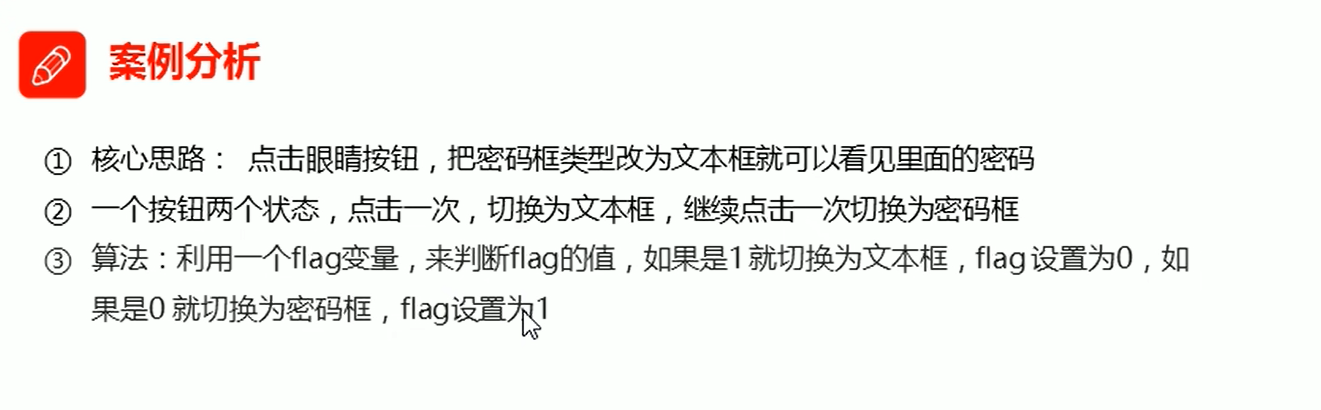 案例分析
① 核心思路： 点击眼睛按钮，把密码框类型改为文本框就可以看见里面的密码
② 一个按钮两个状态，点击一次，切换为文本框，继续点击一次切换为密码框
③ 算法：利用一个flag变量，来判断flag的值，如果是1 就切换为文本框，flag 设置为0，如
果是0 就切换为密码框，flag设置为1